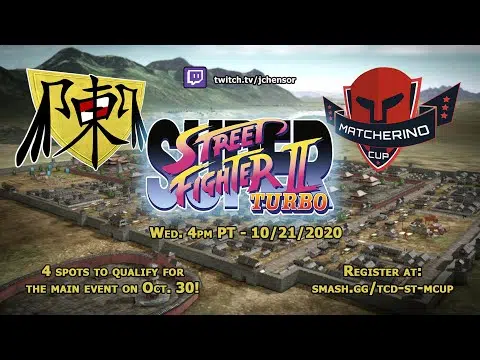 twitch.tv/jchensor
陳
MATCHERINO
CUP
SUPER
STREET
FIGHTER II
TURBO
Wed. 4pm PT - 10/21/2020
4 spots to qualify for
the main event on Oct. 30!
Register at:
smash.gg/tcd-st-mcup